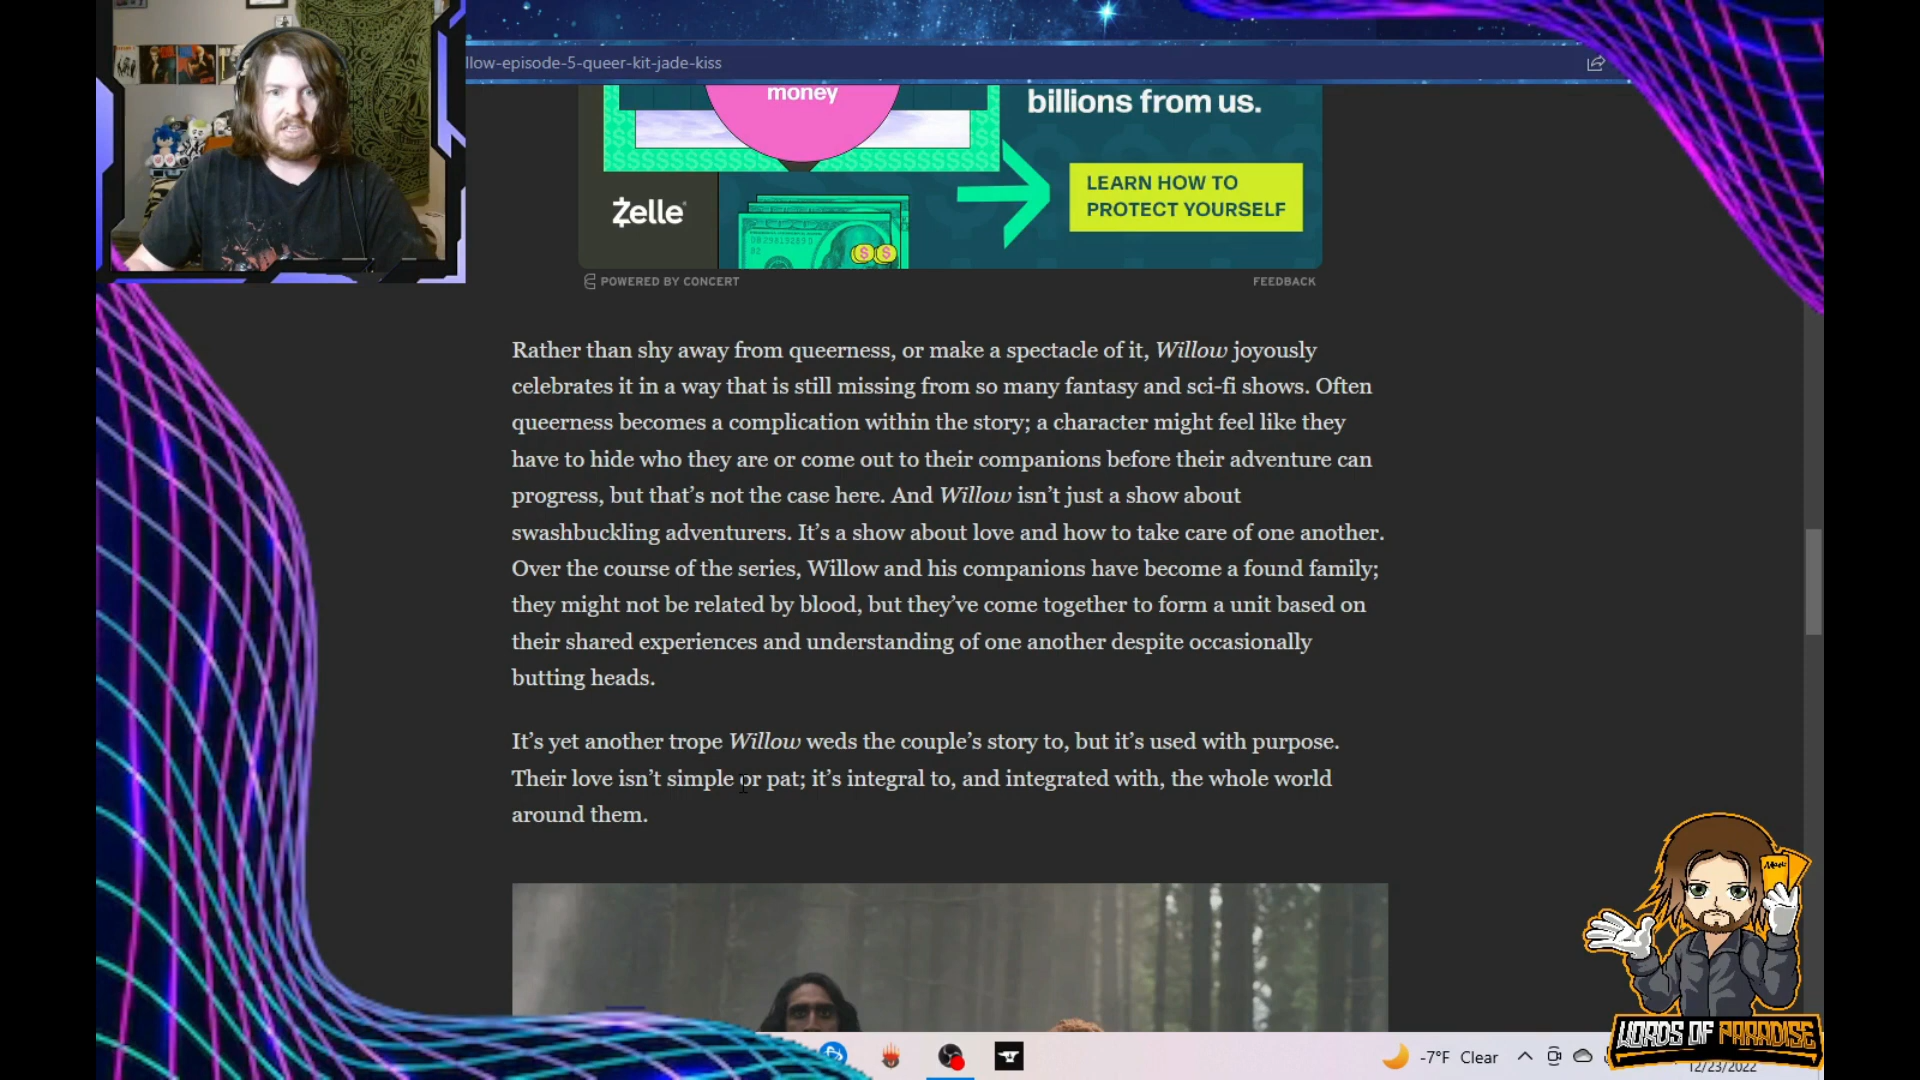 llow-episode-5-queer-kit-jade-kiss
money
billions from us.
LEARN HOW TO
PROTECT YOURSELF
Zelle
POWERED BY CONCERT
FEEDBACK
Rather than shy away from queerness, or make a spectacle of it, Willow joyously
celebrates it in a way that is still missing from so many fantasy and sci-fi shows. Often
queerness becomes a complication within the story; a character might feel like they
have to hide who they are or come out to their companions before their adventure can
progress, but that's not the case here. And Willow isn't just a show about
swashbuckling adventurers. It's a show about love and how to take care of one another.
Over the course of the series, Willow and his companions have become a found family;
they might not be related by blood, but they've come together to form a unit based on
their shared experiences and understanding of one another despite occasionally
butting heads.
It's yet another trope Willow weds the couple's story to, but it's used with purpose.
Their love isn't simple or pat; it's integral to, and integrated with, the whole world
around them.
WORDS OF PARADISE
-7°F Clear
12/23/2022